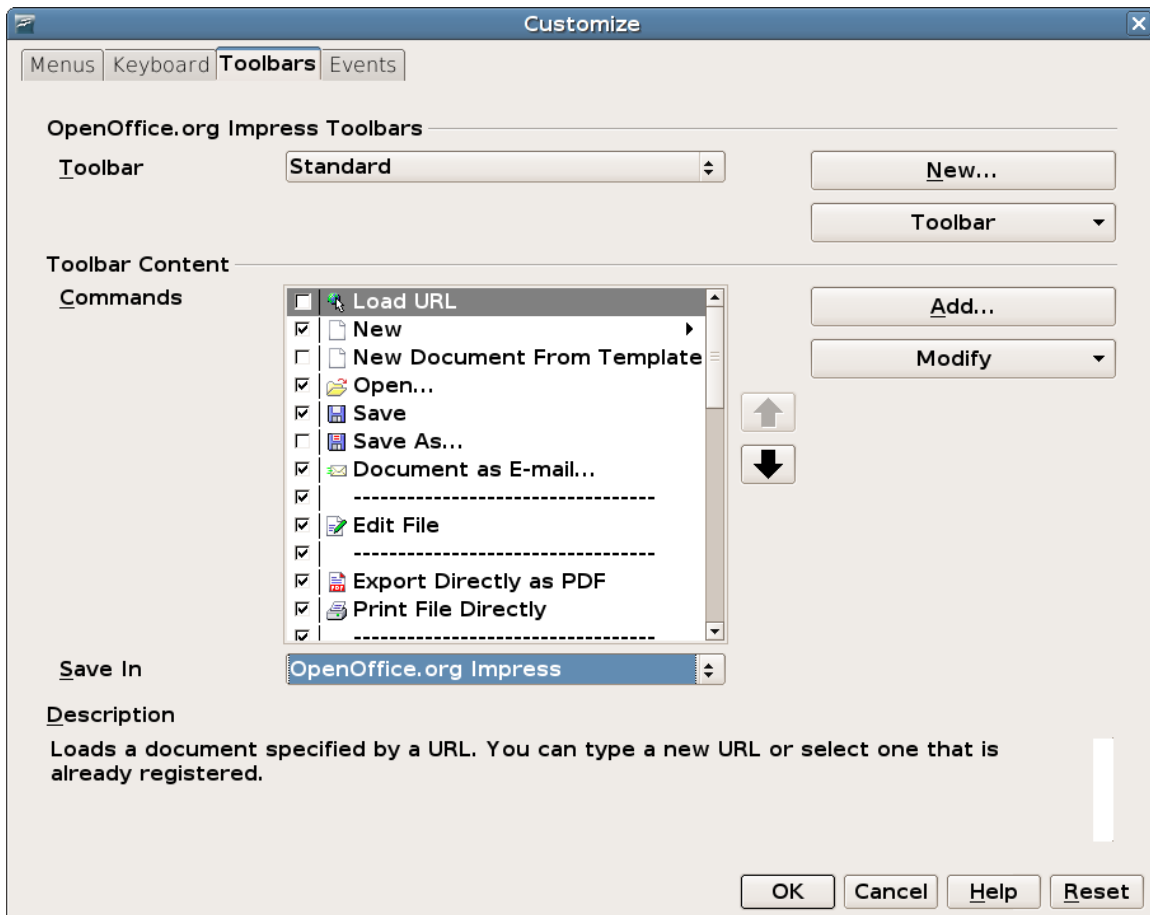 Customize
Menus Keyboard Toolbars Events
OpenOffice.org Impress Toolbars
Toolbar Standard New...
Toolbar
Toolbar Content
Commands Load URL Add...
New
New Document From Template Modify
Open...
Save
Save As...
Document as E-mail...
----------------------------------
Edit File
----------------------------------
Export Directly as PDF
Print File Directly
----------------------------------
Save In OpenOffice.org Impress
Description
Loads a document specified by a URL. You can type a new URL or select one that is
already registered.
OK Cancel Help Reset